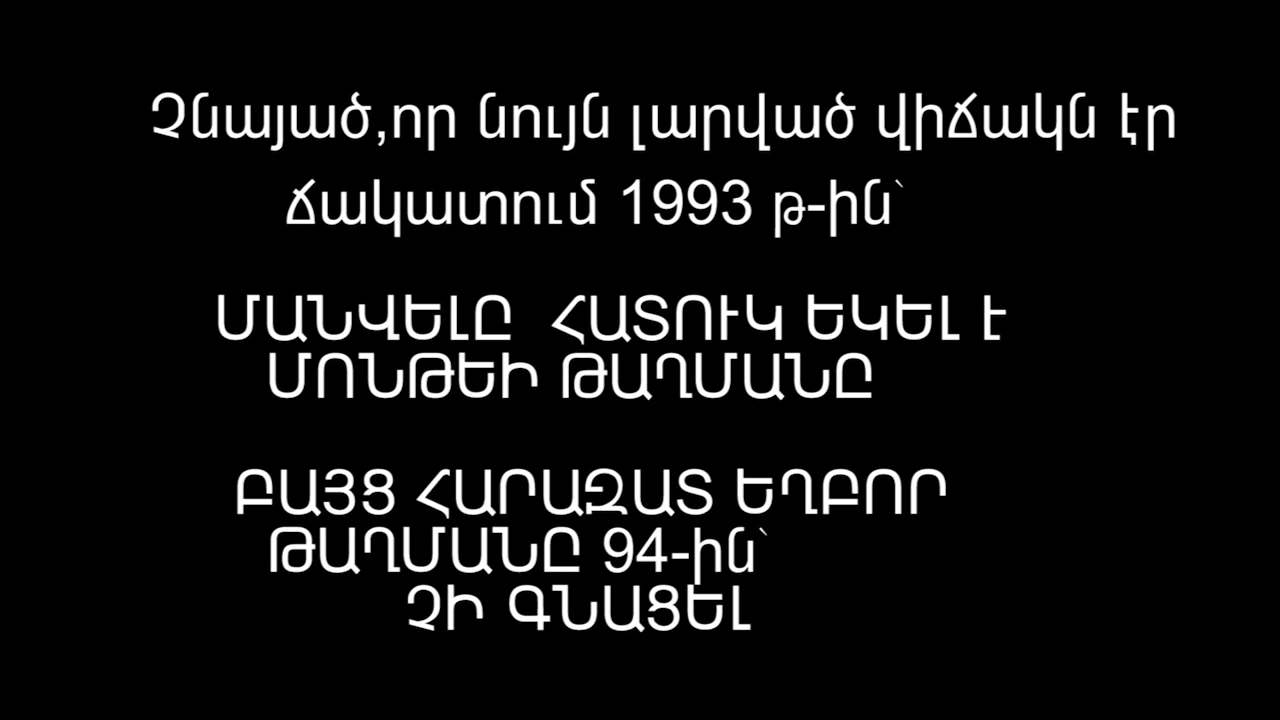 Չնայած,որ նույն լարված վիճակն էր
ճակատում 1993 թ-ին՝
ՄԱՆՎԵԼԸ ՀԱՏՈՒԿ ԵԿԵԼ է
ՄՈՆԹԵԻ ԹԱՂՄԱՆԸ
ԲԱՅՑ ՀԱՐԱԶԱՏ ԵՂԲՈՐ
ԹԱՂՄԱՆԸ 94-ին՝
ՉԻ ԳՆԱՑԵԼ